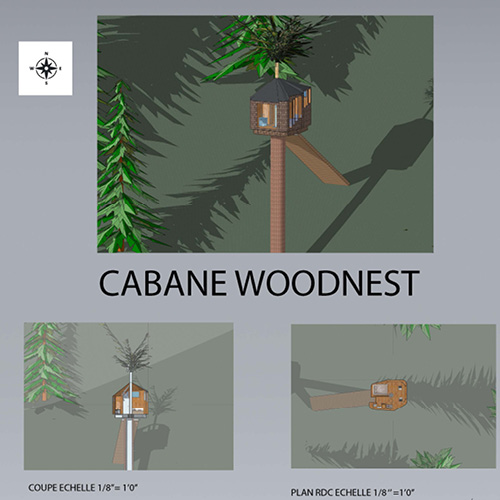 N
W E
S
CABANE WOODNEST
COUPE ECHELLE 1/8"= 1'0"
PLAN RDC ECHELLE 1/8"=1'0"